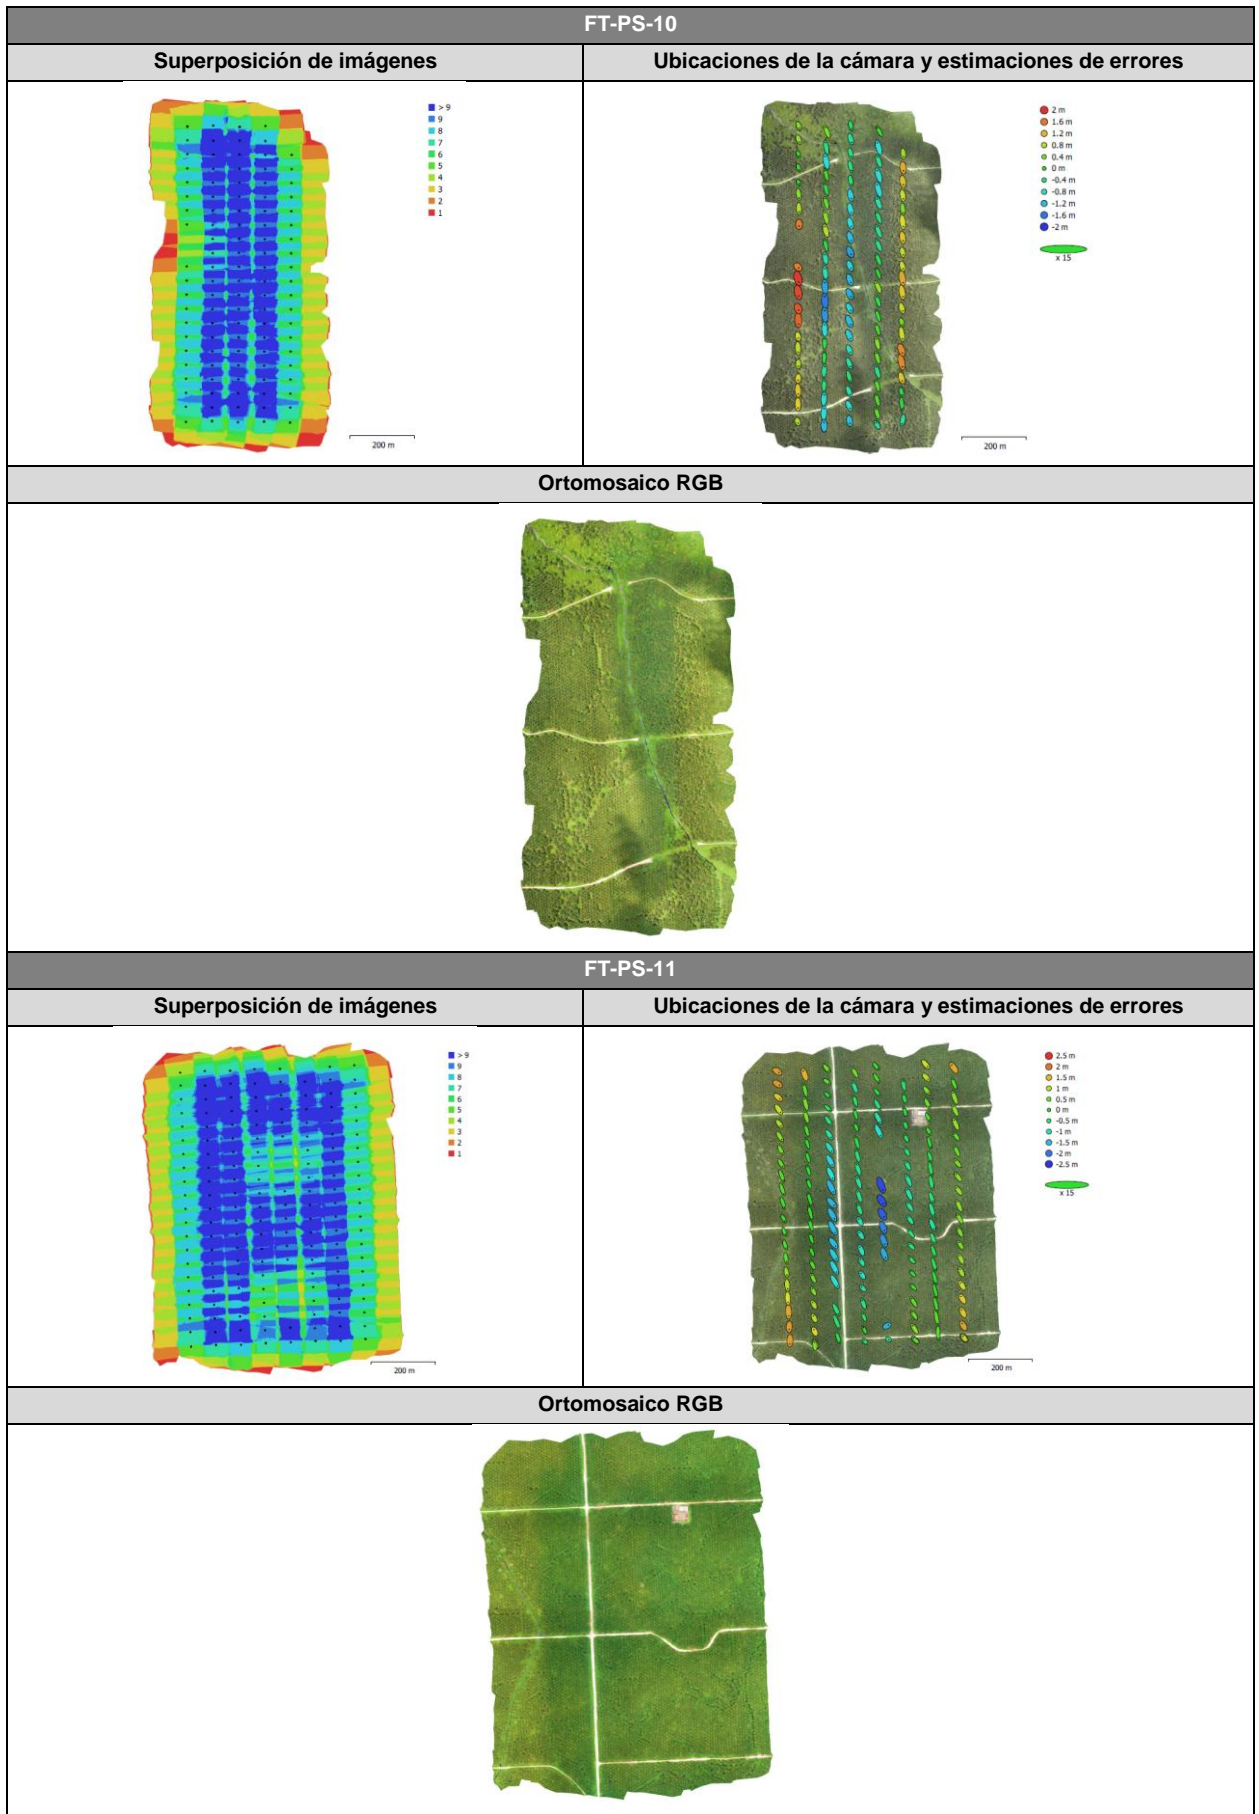 FT-PS-10
Superposición de imágenes
Ubicaciones de la cámara y estimaciones de errores
> 9
9
8
7
6
5
4
3
2
1
200 m
2 m
1.6 m
1.2 m
0.8 m
0.4 m
0 m
-0.4 m
-0.8 m
-1.2 m
-1.6 m
-2 m
x 15
200 m
Ortomosaico RGB
FT-PS-11
Superposición de imágenes
Ubicaciones de la cámara y estimaciones de errores
> 9
9
8
7
6
5
4
3
2
1
200 m
2.5 m
2 m
1.5 m
1 m
0.5 m
0 m
-0.5 m
-1 m
-1.5 m
-2 m
-2.5 m
x 15
200 m
Ortomosaico RGB